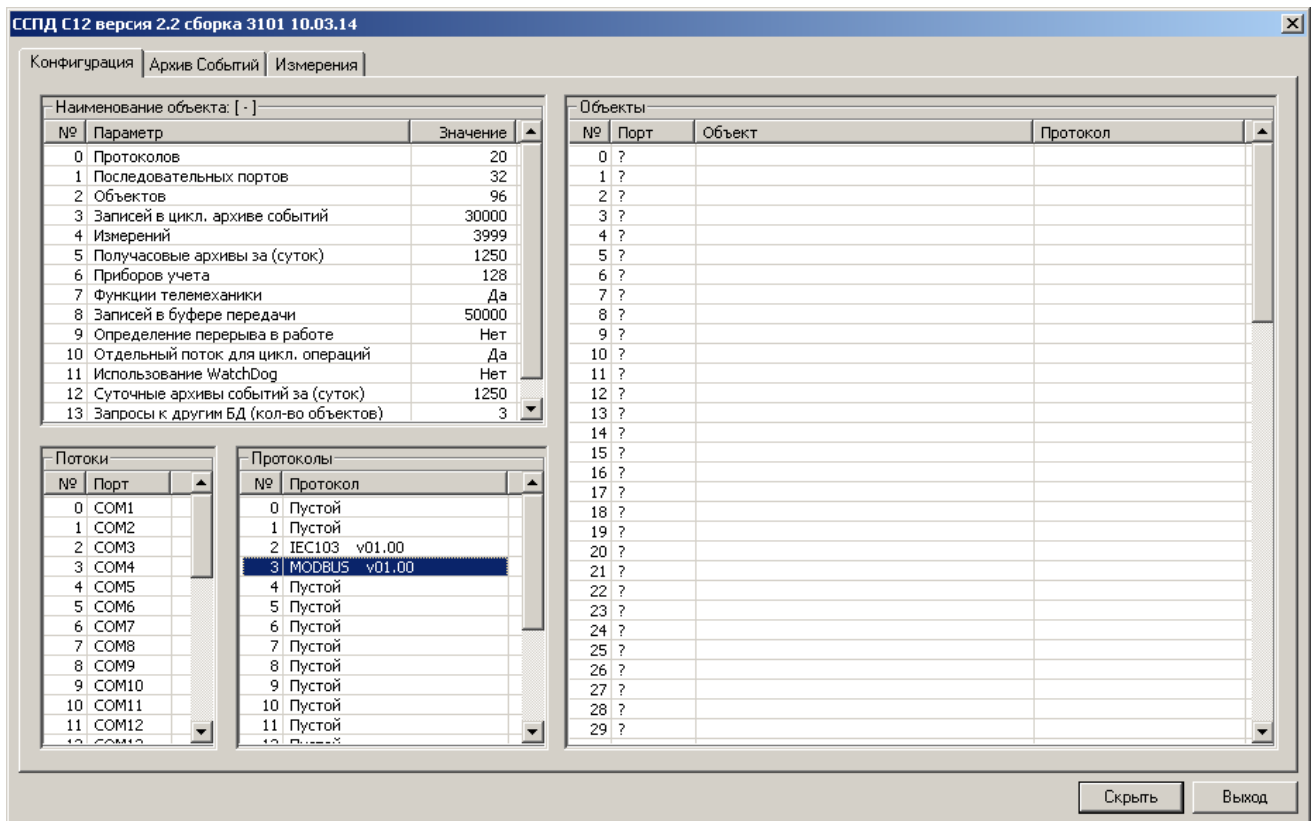 ССПД С12 версия 2.2 сборка 3101 10.03.14
Конфигурация Архив Событий Измерения
Наименование объекта: [ - ]
№ Параметр Значение
0 Протоколов 20
1 Последовательных портов 32
2 Объектов 96
3 Записей в цикл. архиве событий 30000
4 Измерений 3999
5 Получасовые архивы за (суток) 1250
6 Приборов учета 128
7 Функции телемеханики Да
8 Записей в буфере передачи 50000
9 Определение перерыва в работе Нет
10 Отдельный поток для цикл. операций Да
11 Использование WatchDog Нет
12 Суточные архивы событий за (суток) 1250
13 Запросы к другим БД (кол-во объектов) 3
Потоки
№ Порт
0 COM1
1 COM2
2 COM3
3 COM4
4 COM5
5 COM6
6 COM7
7 COM8
8 COM9
9 COM10
10 COM11
11 COM12
Протоколы
№ Протокол
0 Пустой
1 Пустой
2 IEC103 v01.00
3 MODBUS v01.00
4 Пустой
5 Пустой
6 Пустой
7 Пустой
8 Пустой
9 Пустой
10 Пустой
11 Пустой
Объекты
№ Порт Объект Протокол
0 ?
1 ?
2 ?
3 ?
4 ?
5 ?
6 ?
7 ?
8 ?
9 ?
10 ?
11 ?
12 ?
13 ?
14 ?
15 ?
16 ?
17 ?
18 ?
19 ?
20 ?
21 ?
22 ?
23 ?
24 ?
25 ?
26 ?
27 ?
28 ?
29 ?
Скрыть Выход